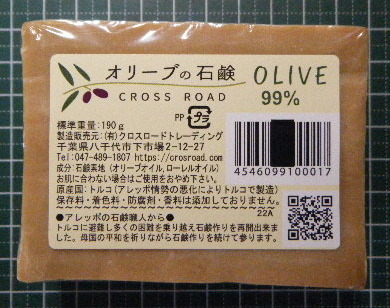 オリーブの石鹸
CROSS ROAD
OLIVE
99%
PP プラ
標準重量:190g
製造販売元:(有)クロスロードトレーディング
千葉県八千代市下市場2-12-27
Tel:047-489-1807 https://crosroad.com
成分:石鹸素地(オリーブオイル、ローレルオイル)
お肌に合わない場合はご使用をおやめ下さい。
4546099100017
原産国:トルコ(アレッポ情勢の悪化によりトルコで製造)
保存料・着色料・防腐剤・香料は添加しておりません。
22A
●アレッポの石鹸職人から●
トルコに避難し多くの困難を乗り越え石鹸作りを再開出来ま
した。母国の平和を祈りながら石鹸作りを続けて参ります。